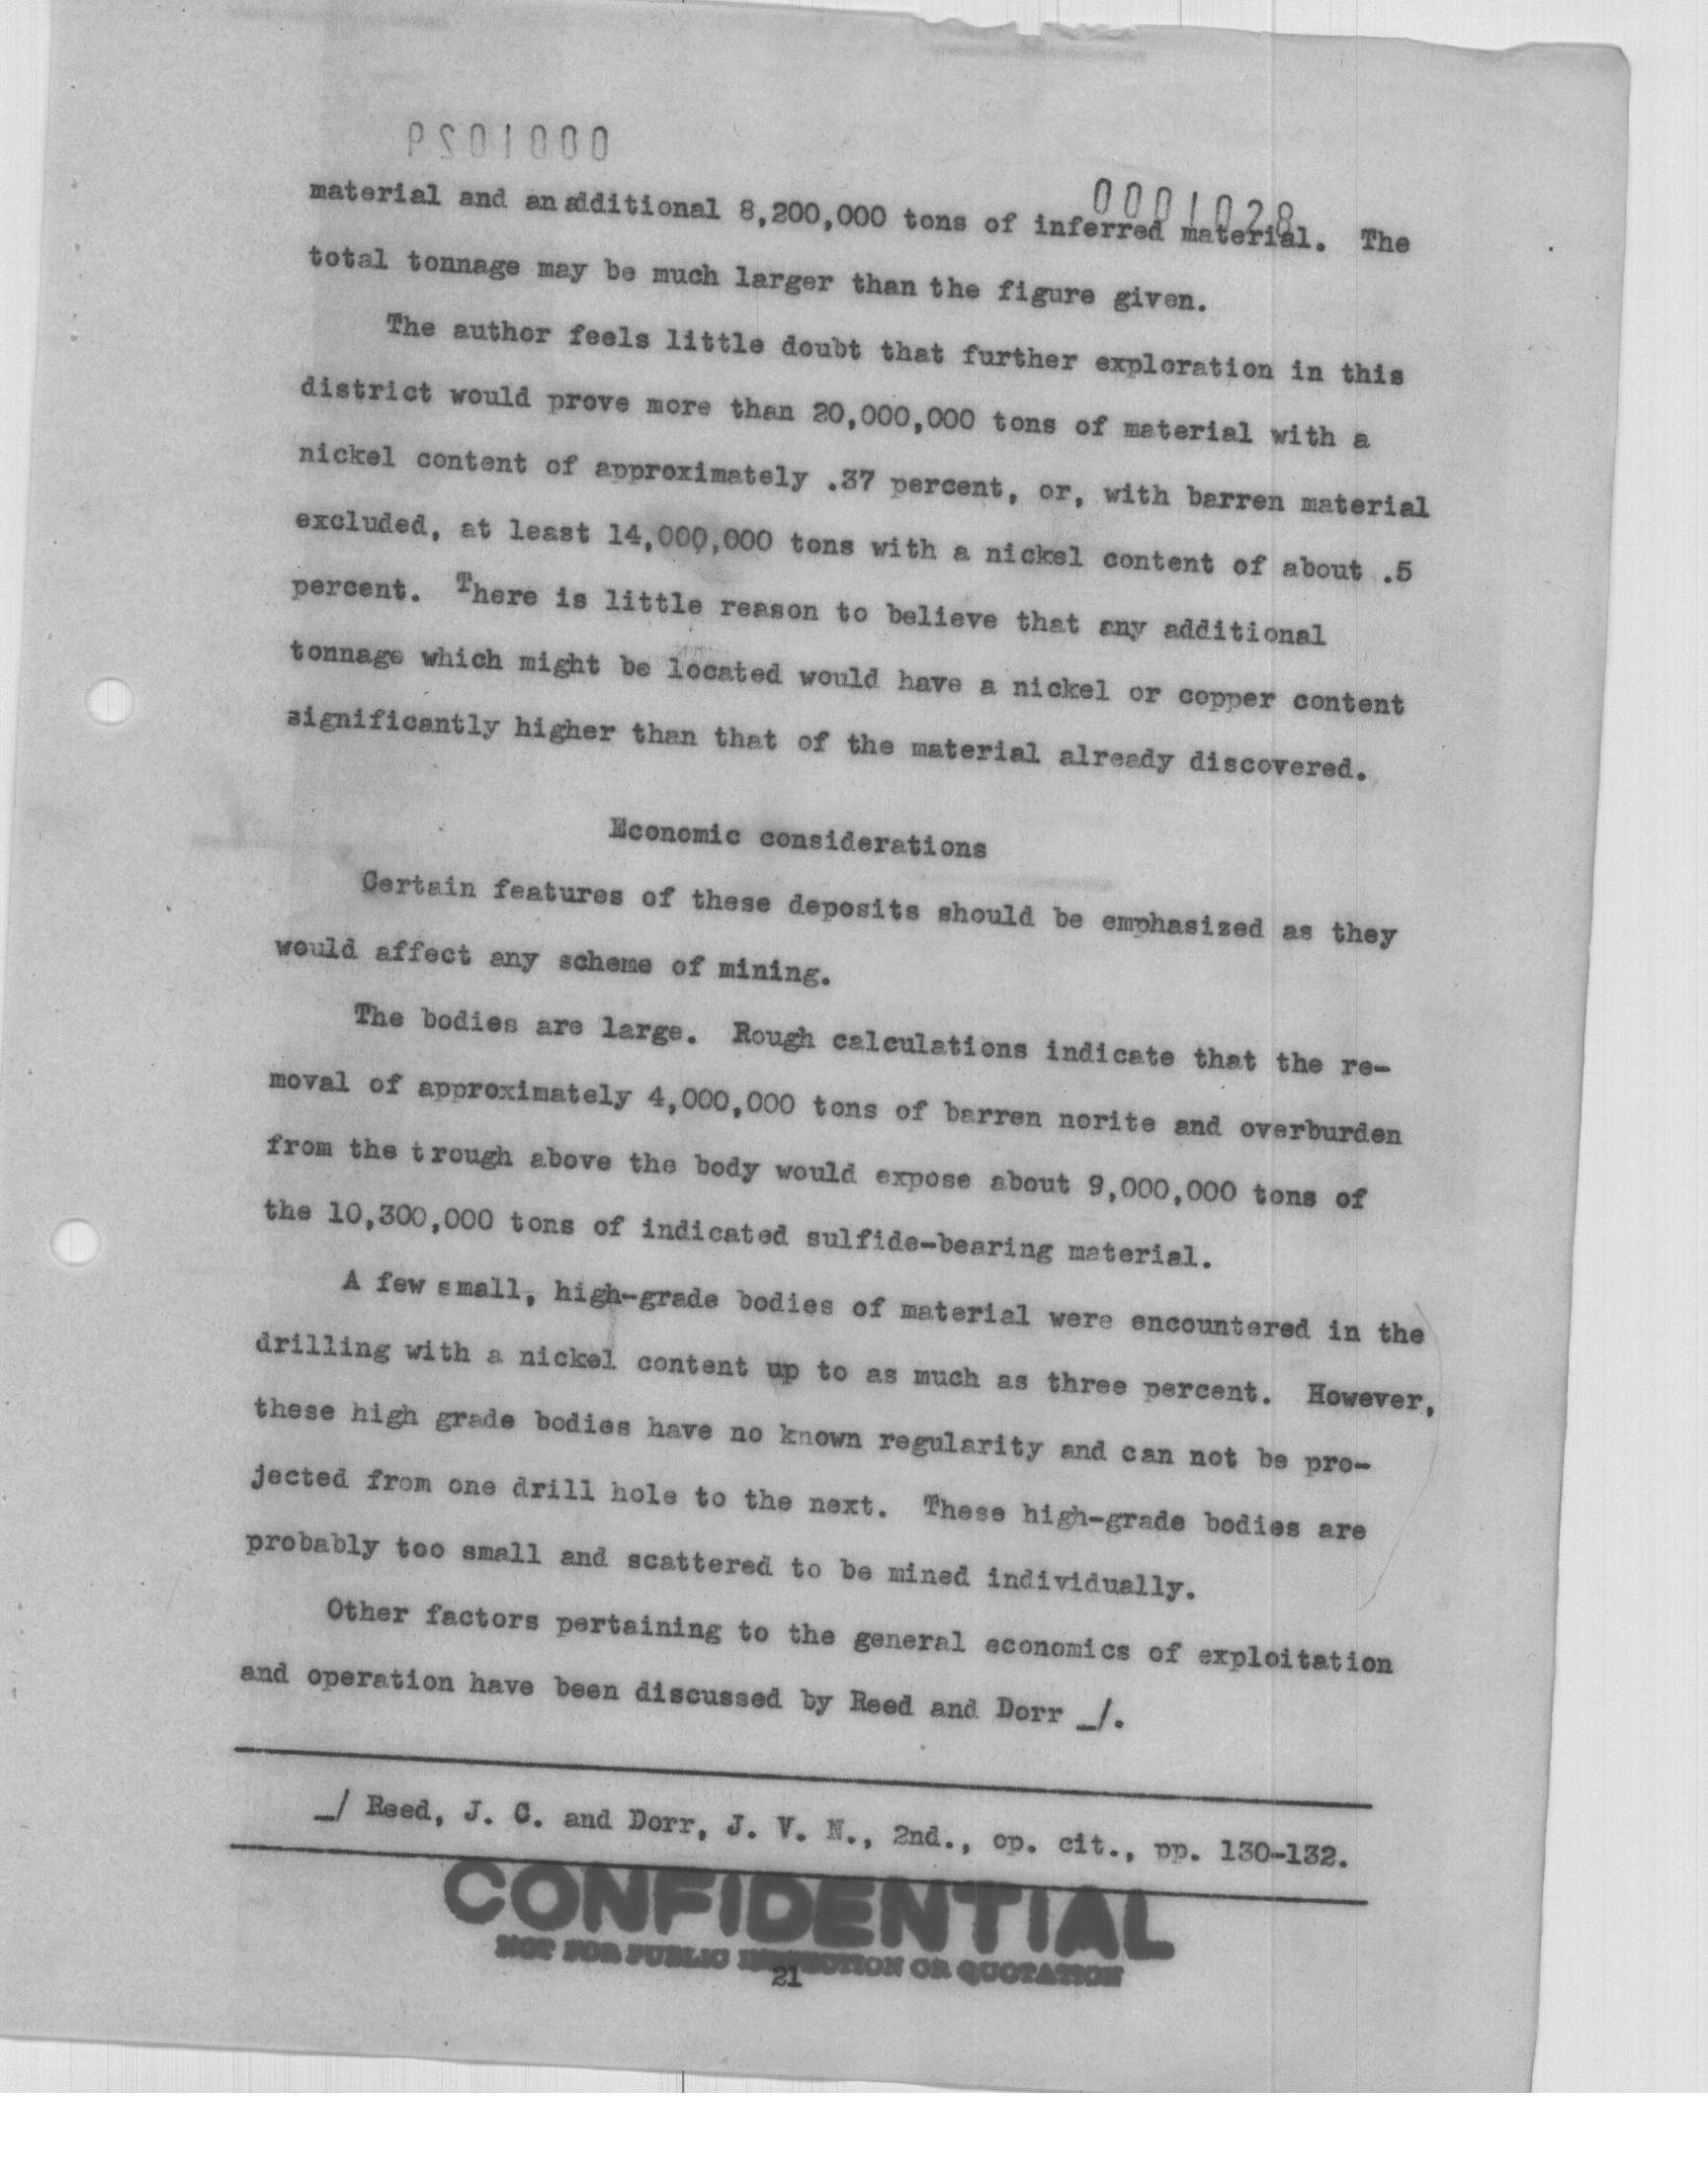 0001029
0001028
material and an additional 8,200,000 tons of inferred material. The
total tonnage may be much larger than the figure given.
The author feels little doubt that further exploration in this
district would prove more than 20,000,000 tons of material with a
nickel content of approximately .37 percent, or, with barren material
excluded, at least 14,000,000 tons with a nickel content of about .5
percent. There is little reason to believe that any additional
tonnage which might be located would have a nickel or copper content
significantly higher than that of the material already discovered.
Economic considerations
Certain features of these deposits should be emphasized as they
would affect any scheme of mining.
The bodies are large. Rough calculations indicate that the re-
moval of approximately 4,000,000 tons of barren norite and overburden
from the trough above the body would expose about 9,000,000 tons of
the 10,300,000 tons of indicated sulfide-bearing material.
A few small, high-grade bodies of material were encountered in the
drilling with a nickel content up to as much as three percent. However,
these high grade bodies have no known regularity and can not be pro-
jected from one drill hole to the next. These high-grade bodies are
probably too small and scattered to be mined individually.
Other factors pertaining to the general economics of exploitation
and operation have been discussed by Reed and Dorr _/.
_/ Reed, J. C. and Dorr, J. V. N., 2nd., op. cit., pp. 130-132.
CONFIDENTIAL
NOT FOR PUBLIC INSPECTION OR QUOTATION
21